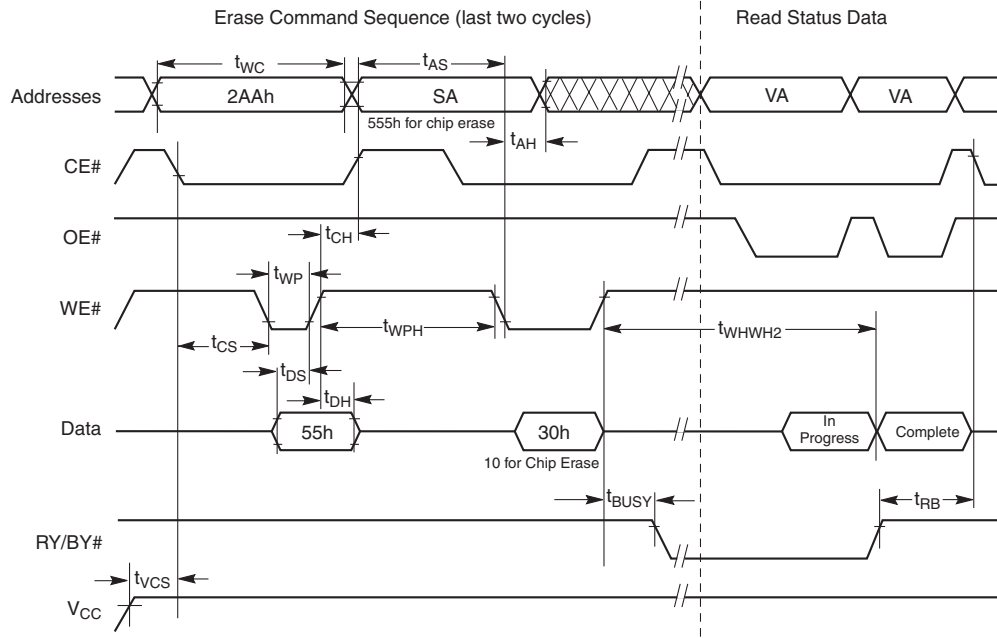 Erase Command Sequence (last two cycles)
Read Status Data
Addresses
tWC
tAS
2AAh
SA
VA
VA
555h for chip erase
tAH
CE#
OE#
tCH
tWP
WE#
tWPH
tWHWH2
tCS
tDS
tDH
Data
55h
30h
In
Progress
Complete
10 for Chip Erase
tBUSY
tRB
RY/BY#
tVCS
VCC